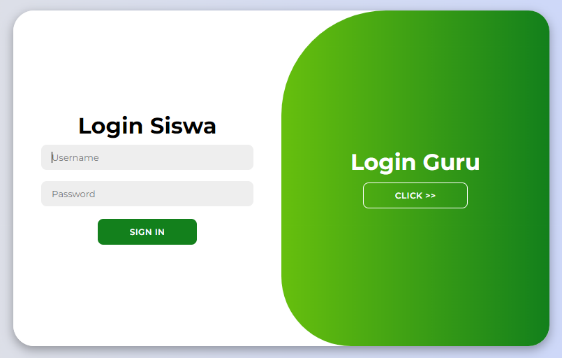 Login Siswa
Username
Password
SIGN IN
Login Guru
CLICK >>